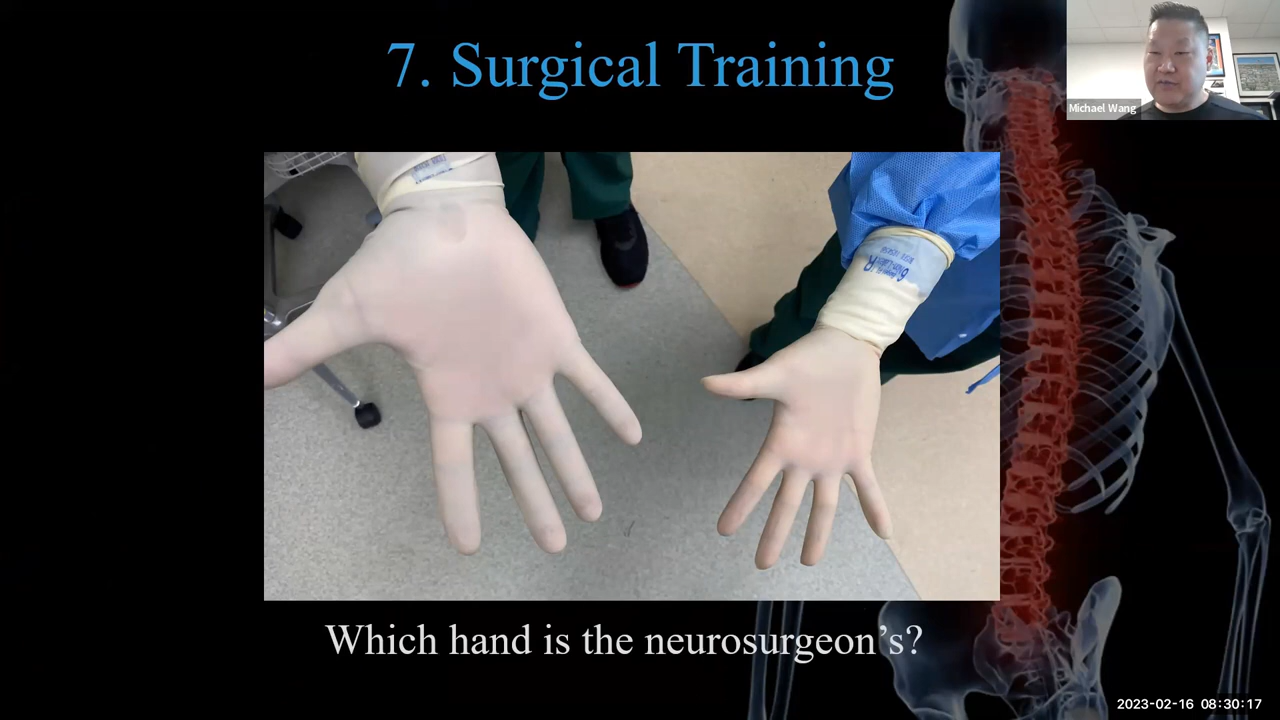 7. Surgical Training
Michael Wang
Which hand is the neurosurgeon's?
2023-02-16 08:30:17